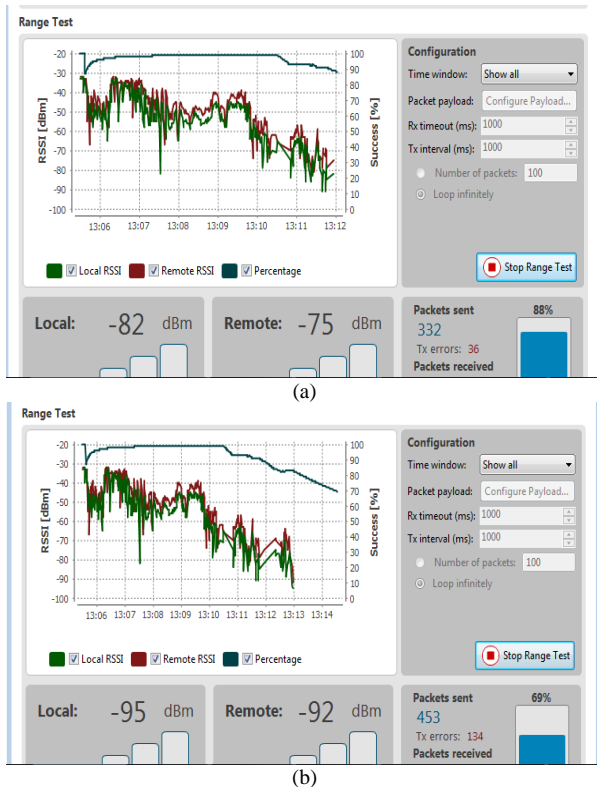 Range Test
-20
-30
-40
-50
-60
-70
-80
-90
-100
RSSI [dBm]
100
90
80
70
60
50
40
30
20
10
0
Success [%]
13:06 13:07 13:08 13:09 13:10 13:11 13:12
Local RSSI Remote RSSI Percentage
Configuration
Time window: Show all
Packet payload: Configure Payload...
Rx timeout (ms): 1000
Tx interval (ms): 1000
Number of packets: 100
Loop infinitely
Stop Range Test
Local: -82 dBm
Remote: -75 dBm
Packets sent 88%
332
Tx errors: 36
Packets received
(a)
Range Test
-20
-30
-40
-50
-60
-70
-80
-90
-100
RSSI [dBm]
100
90
80
70
60
50
40
30
20
10
0
Success [%]
13:06 13:07 13:08 13:09 13:10 13:11 13:12 13:13 13:14
Local RSSI Remote RSSI Percentage
Configuration
Time window: Show all
Packet payload: Configure Payload...
Rx timeout (ms): 1000
Tx interval (ms): 1000
Number of packets: 100
Loop infinitely
Stop Range Test
Local: -95 dBm
Remote: -92 dBm
Packets sent 69%
453
Tx errors: 134
Packets received
(b)